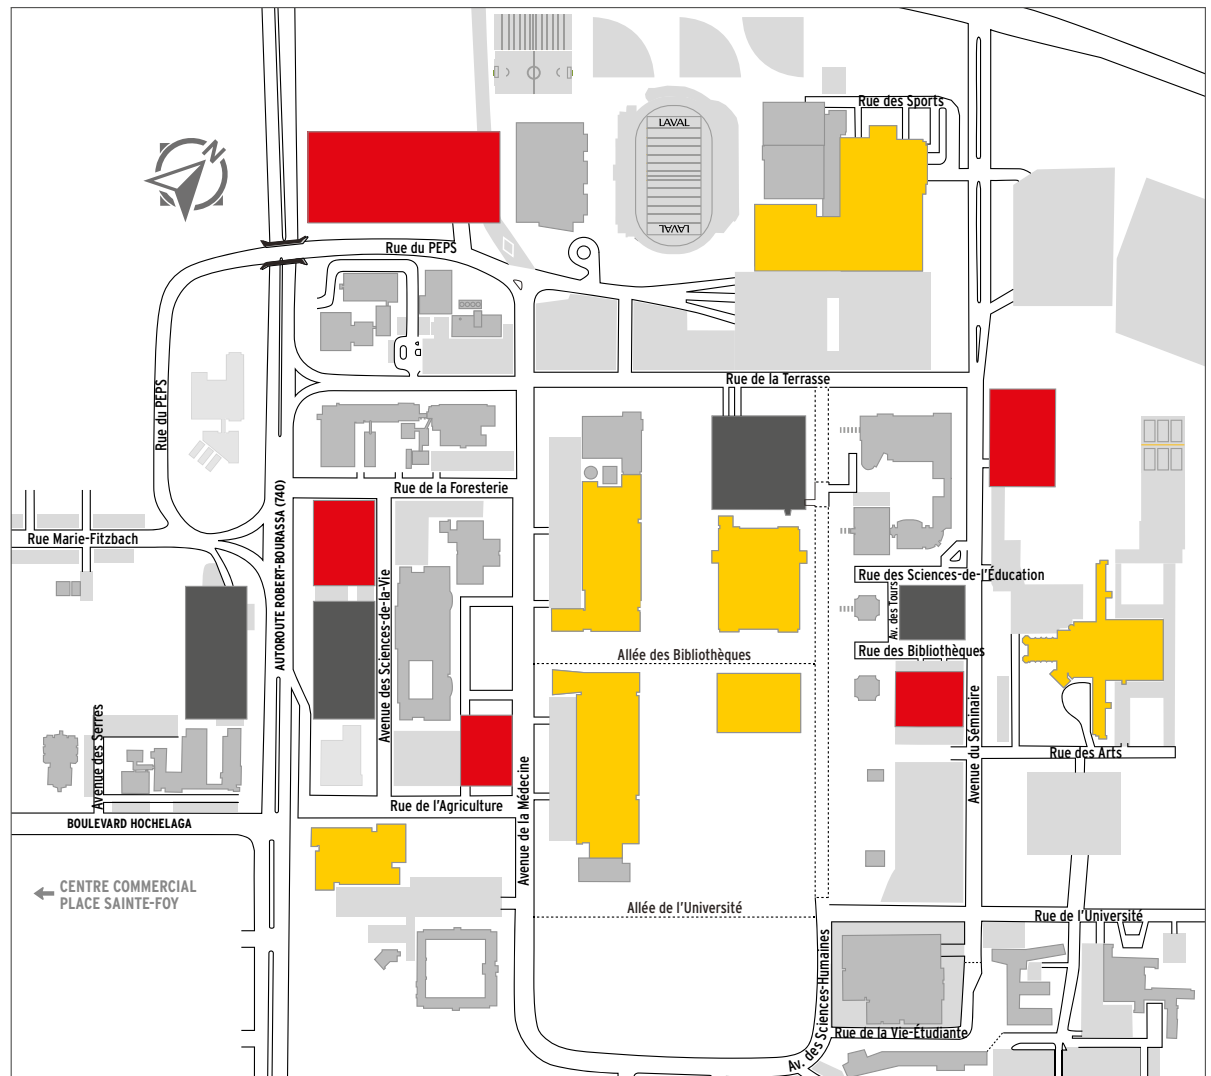 Rue des Sports
LAVAL
N
LAVAL
Rue du PEPS
Rue de la Terrasse
Rue du PEPS
Rue de la Foresterie
AUTOROUTE ROBERT-BOURASSA (740)
Rue Marie-Fitzbach
Avenue des Sciences-de-la-Vie
Rue des Sciences-de-l'Éducation
Av. des Tours
Rue des Bibliothèques
Allée des Bibliothèques
Avenue du Séminaire
Avenue des Serres
Rue des Arts
Avenue de la Médecine
Rue de l'Agriculture
BOULEVARD HOCHELAGA
CENTRE COMMERCIAL
PLACE SAINTE-FOY
Allée de l'Université
Rue de l'Université
Av. des Sciences-Humaines
Rue de la Vie-Étudiante